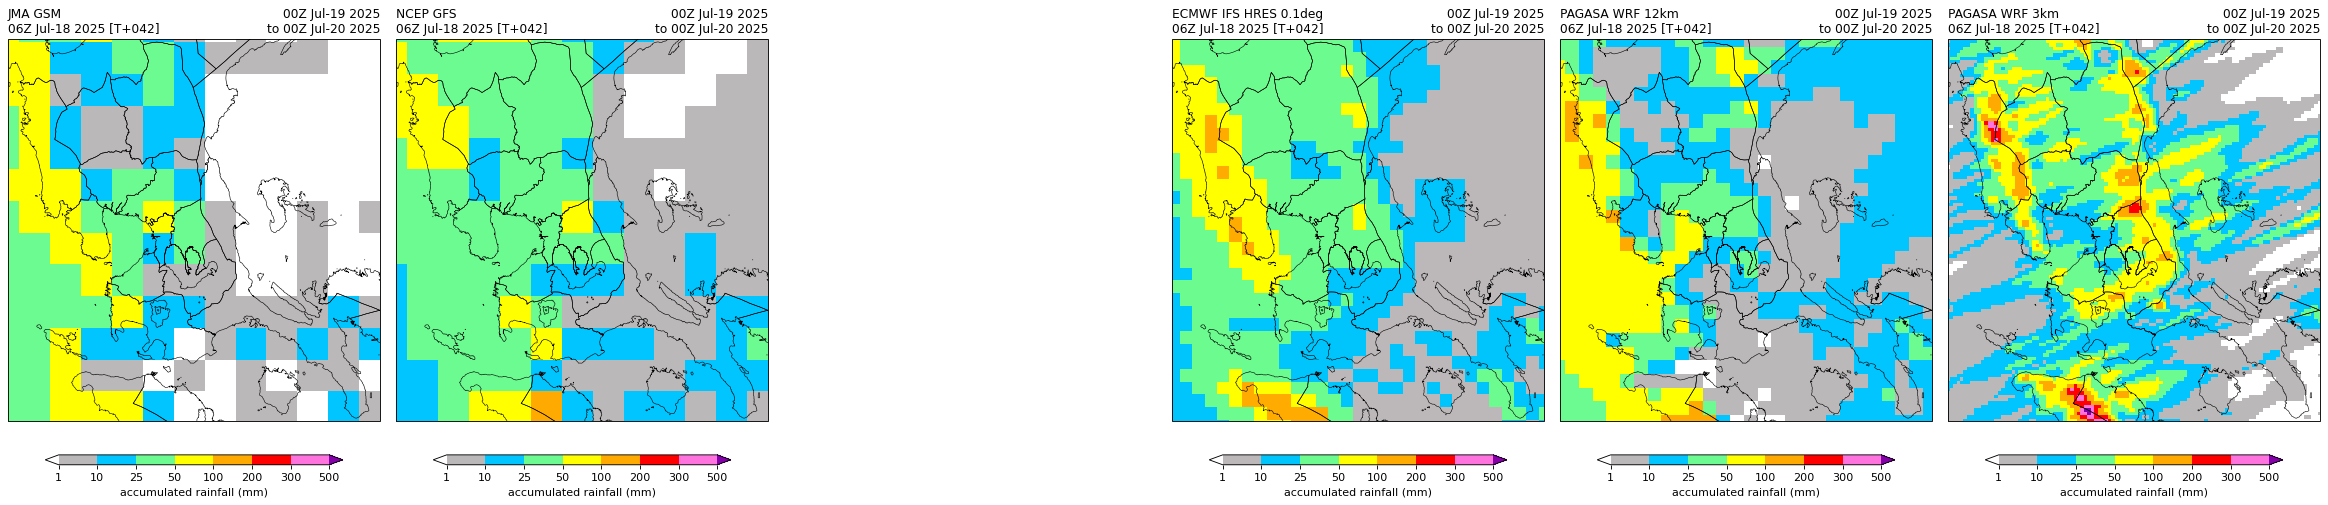 JMA GSM 00Z Jul-19 2025
06Z Jul-18 2025 [T+042] to 00Z Jul-20 2025
1 10 25 50 100 200 300 500
accumulated rainfall (mm)
NCEP GFS 00Z Jul-19 2025
06Z Jul-18 2025 [T+042] to 00Z Jul-20 2025
1 10 25 50 100 200 300 500
accumulated rainfall (mm)
ECMWF IFS HRES 0.1deg 00Z Jul-19 2025
06Z Jul-18 2025 [T+042] to 00Z Jul-20 2025
1 10 25 50 100 200 300 500
accumulated rainfall (mm)
PAGASA WRF 12km 00Z Jul-19 2025
06Z Jul-18 2025 [T+042] to 00Z Jul-20 2025
1 10 25 50 100 200 300 500
accumulated rainfall (mm)
PAGASA WRF 3km 00Z Jul-19 2025
06Z Jul-18 2025 [T+042] to 00Z Jul-20 2025
1 10 25 50 100 200 300 500
accumulated rainfall (mm)